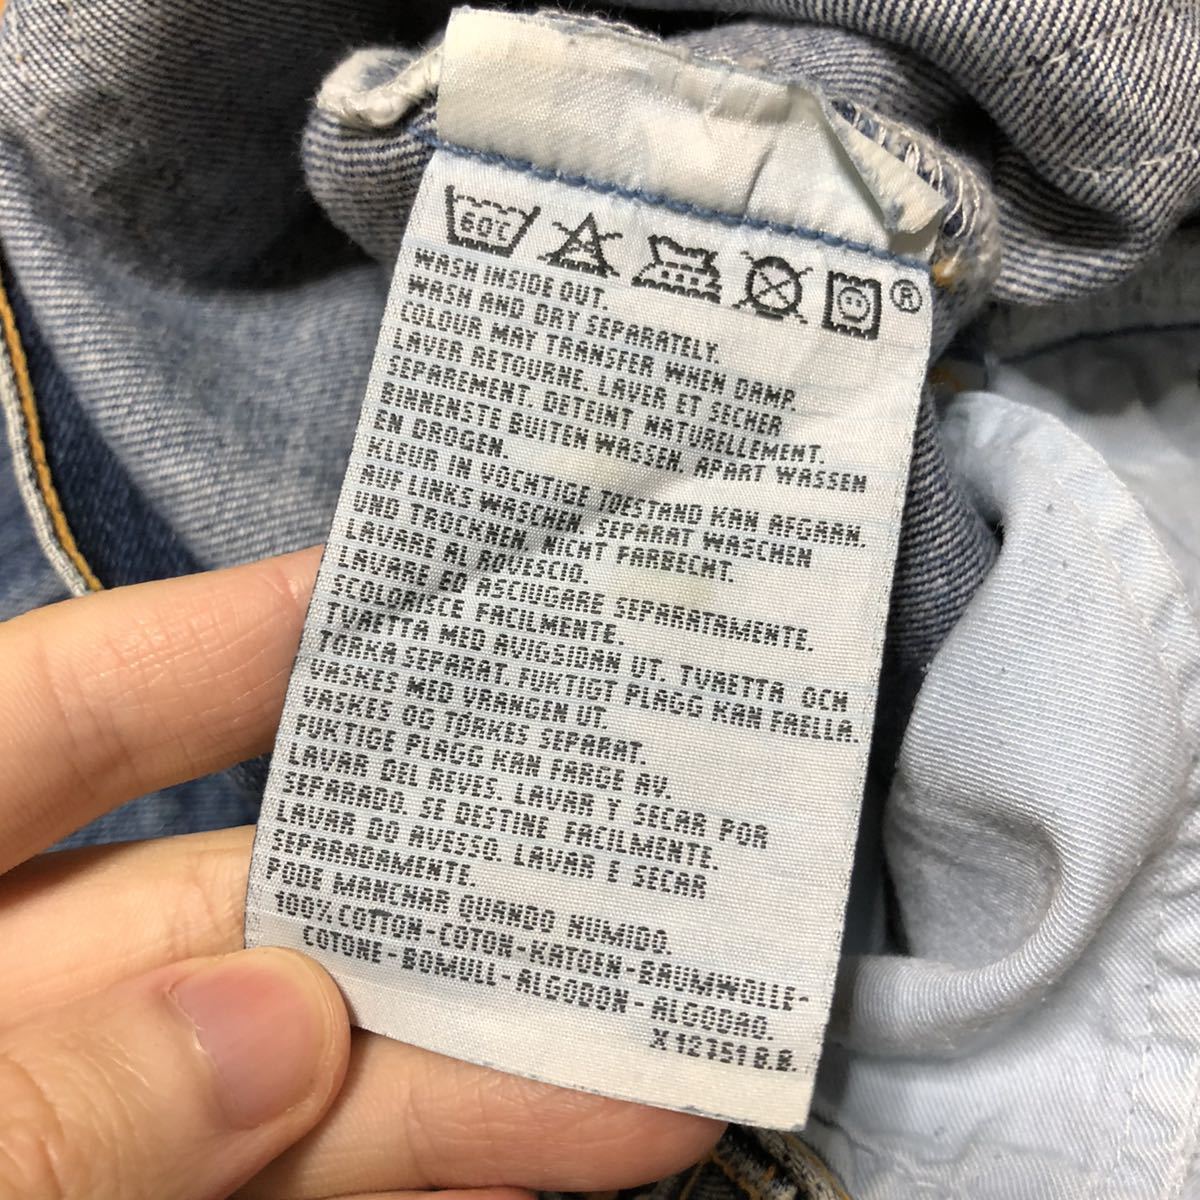 60°C
®
WASH INSIDE OUT.
WASH AND DRY SEPARATELY.
COLOUR MAY TRANSFER WHEN DAMP.
LAVER RETOURNE. LAVER ET SECHER
SEPAREMENT. DETEINT NATURELLEMENT.
BINNENSTE BUITEN WASSEN. APART WASSEN
EN DROGEN.
KLEUR IN VOCHTIGE TOESTAND KAN AFGAAN.
AUF LINKS WASCHEN. SEPARAT WASCHEN
UND TROCKNEN. NICHT FARBECHT.
LAVARE AL ROVESCIO.
LAVARE ED ASCIUGARE SEPARATAMENTE.
SCOLORISCE FACILMENTE.
TVAETTA MED AVIGSIDAN UT. TVAETTA OCH
TORKA SEPARAT. FUKTIGT PLAGG KAN FAELLA.
VASKES MED VRANGEN UT.
VASKES OG TØRKES SEPARAT.
FUKTIGE PLAGG KAN FARGE AV.
LAVAR DEL REVES. LAVAR Y SECAR POR
SEPARADO. SE DESTINE FACILMENTE.
LAVAR DO AVESSO. LAVAR E SECAR
SEPARADAMENTE.
PODE MANCHAR QUANDO HUMIDO.
100% COTTON-COTON-KATOEN-BAUMWOLLE-
COTONE-BOMULL-ALGODON-ALGODAO.
X 12751 B.B.